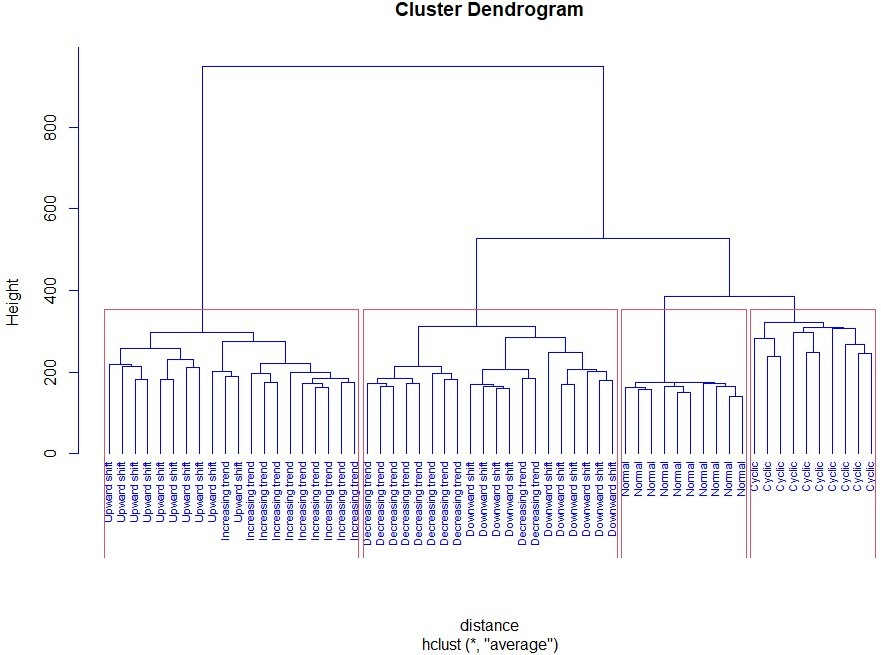 Cluster Dendrogram
Height
800
600
400
200
0
Upward shift
Upward shift
Upward shift
Upward shift
Upward shift
Upward shift
Upward shift
Upward shift
Upward shift
Increasing trend
Upward shift
Increasing trend
Increasing trend
Increasing trend
Increasing trend
Increasing trend
Increasing trend
Increasing trend
Increasing trend
Increasing trend
Decreasing trend
Decreasing trend
Decreasing trend
Decreasing trend
Decreasing trend
Decreasing trend
Decreasing trend
Decreasing trend
Downward shift
Downward shift
Downward shift
Downward shift
Decreasing trend
Decreasing trend
Downward shift
Downward shift
Downward shift
Downward shift
Downward shift
Downward shift
Normal
Normal
Normal
Normal
Normal
Normal
Normal
Normal
Normal
Normal
Cyclic
Cyclic
Cyclic
Cyclic
Cyclic
Cyclic
Cyclic
Cyclic
Cyclic
Cyclic
distance
hclust (*, "average")